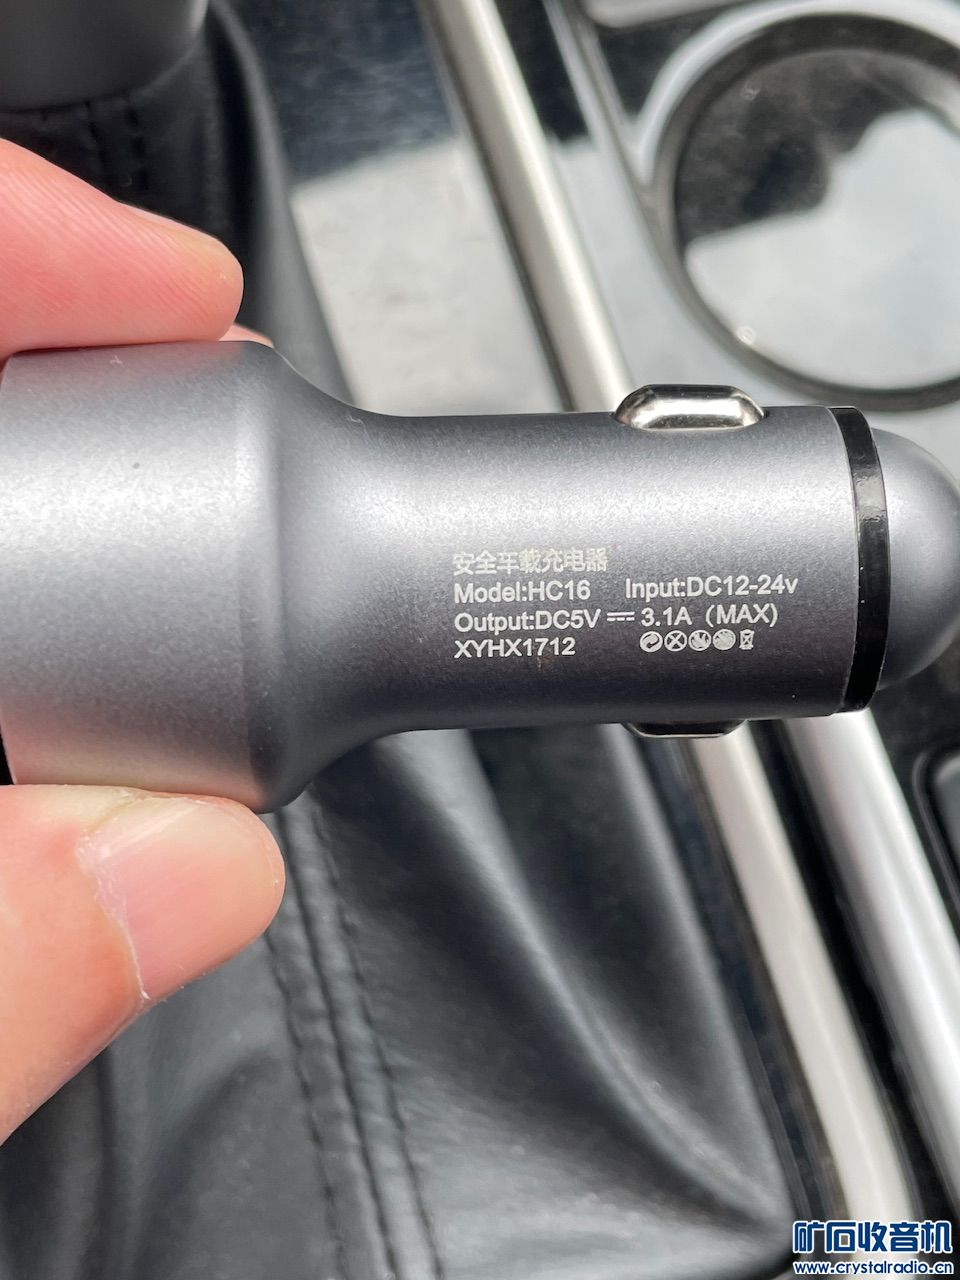 安全车载充电器
Model:HC16 Input:DC12-24v
Output:DC5V⎓3.1A（MAX)
XYHX1712
矿石收音机
www.crystalradio.cn